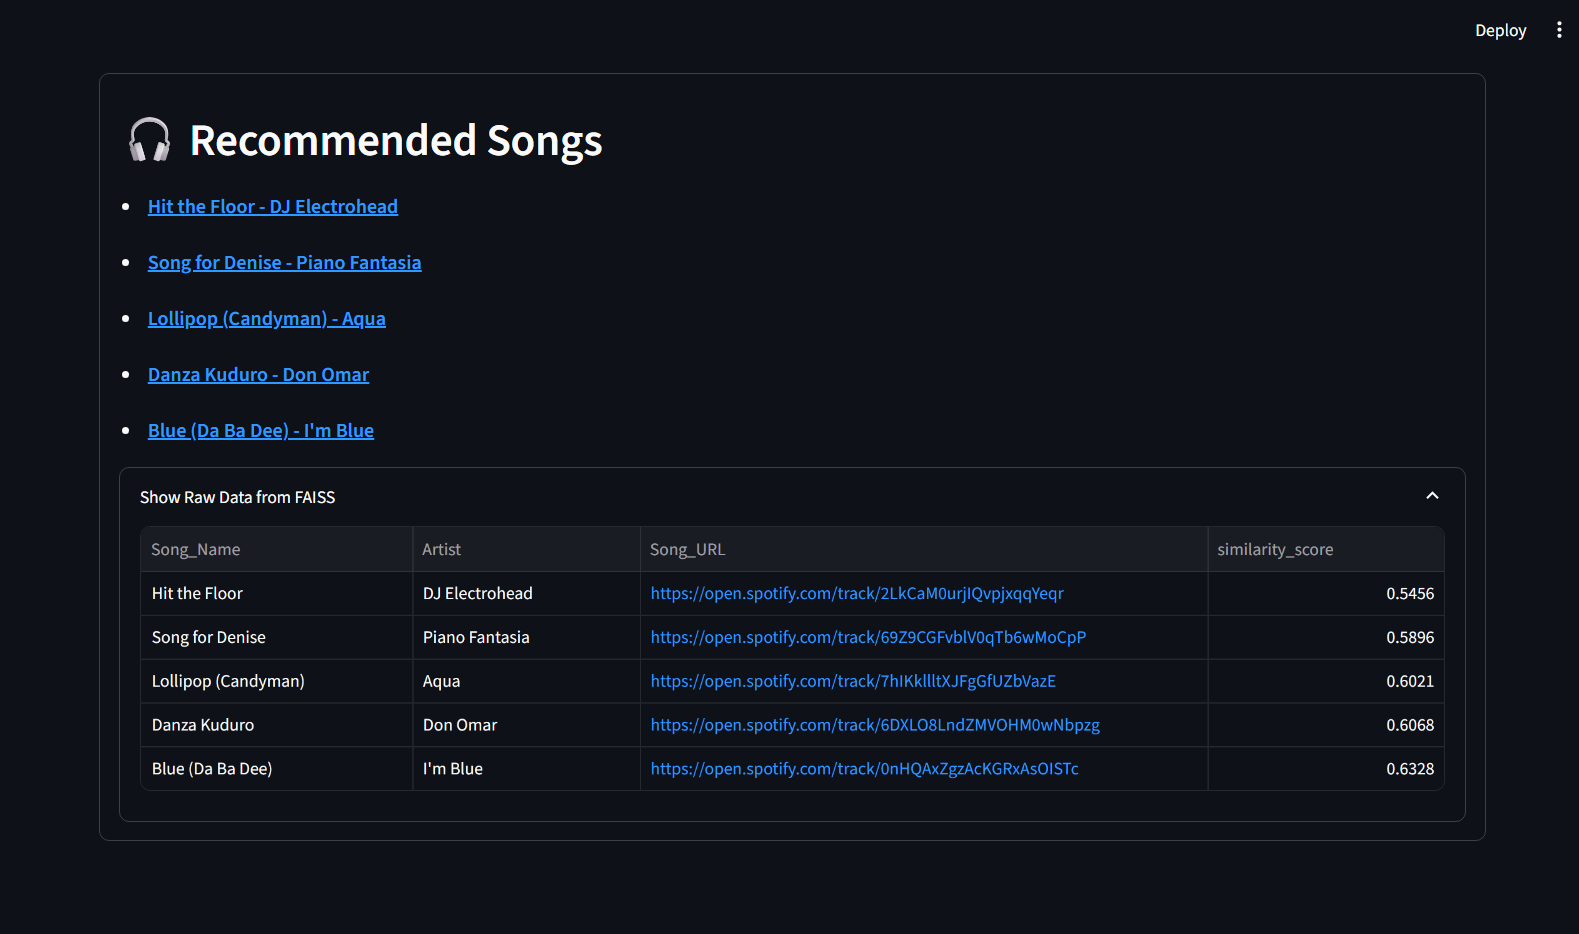 Deploy
Recommended Songs
Hit the Floor - DJ Electrohead
Song for Denise - Piano Fantasia
Lollipop (Candyman) - Aqua
Danza Kuduro - Don Omar
Blue (Da Ba Dee) - I'm Blue
Show Raw Data from FAISS
Song_Name Artist Song_URL similarity_score
Hit the Floor DJ Electrohead https://open.spotify.com/track/2LkCaM0urjIQvpjxqqYeqr 0.5456
Song for Denise Piano Fantasia https://open.spotify.com/track/69Z9CGFvblV0qTb6wMoCpP 0.5896
Lollipop (Candyman) Aqua https://open.spotify.com/track/7hIKkllltXJFgGfUZbVazE 0.6021
Danza Kuduro Don Omar https://open.spotify.com/track/6DXLO8LndZMVOHM0wNbpzg 0.6068
Blue (Da Ba Dee) I'm Blue https://open.spotify.com/track/0nHQAxZgzAcKGRxAsOISTc 0.6328